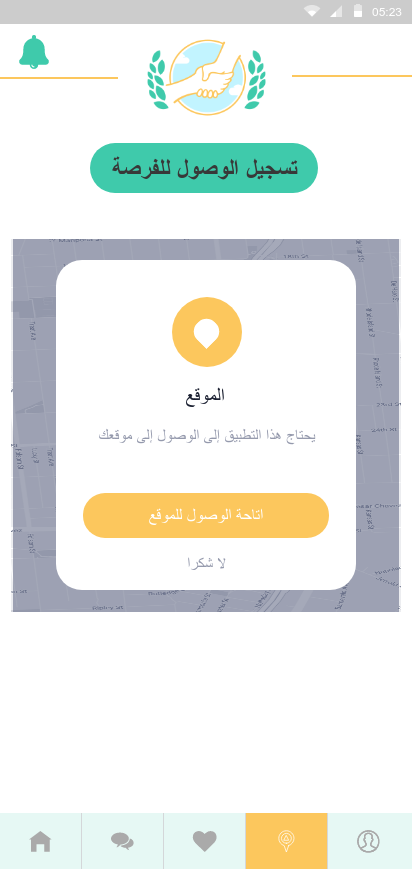 05:23
تسجيل الوصول للفرصة
الموقع
يحتاج هذا التطبيق إلى الوصول إلى موقعك
اتاحة الوصول للموقع
لا شكرا